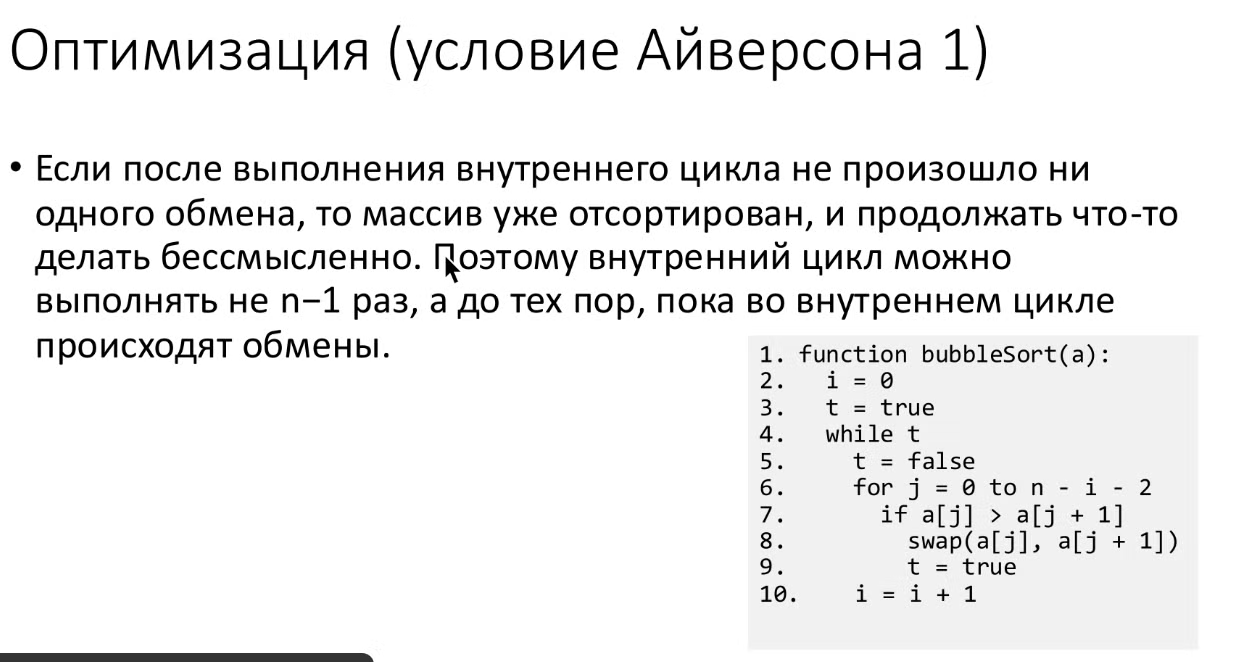 Оптимизация (условие Айверсона 1)
• Если после выполнения внутреннего цикла не произошло ни
одного обмена, то массив уже отсортирован, и продолжать что-то
делать бессмысленно. Поэтому внутренний цикл можно
выполнять не n−1 раз, а до тех пор, пока во внутреннем цикле
происходят обмены.
1. function bubbleSort(a):
2.   i = 0
3.   t = true
4.   while t
5.     t = false
6.     for j = 0 to n - i - 2
7.       if a[j] > a[j + 1]
8.         swap(a[j], a[j + 1])
9.         t = true
10.    i = i + 1